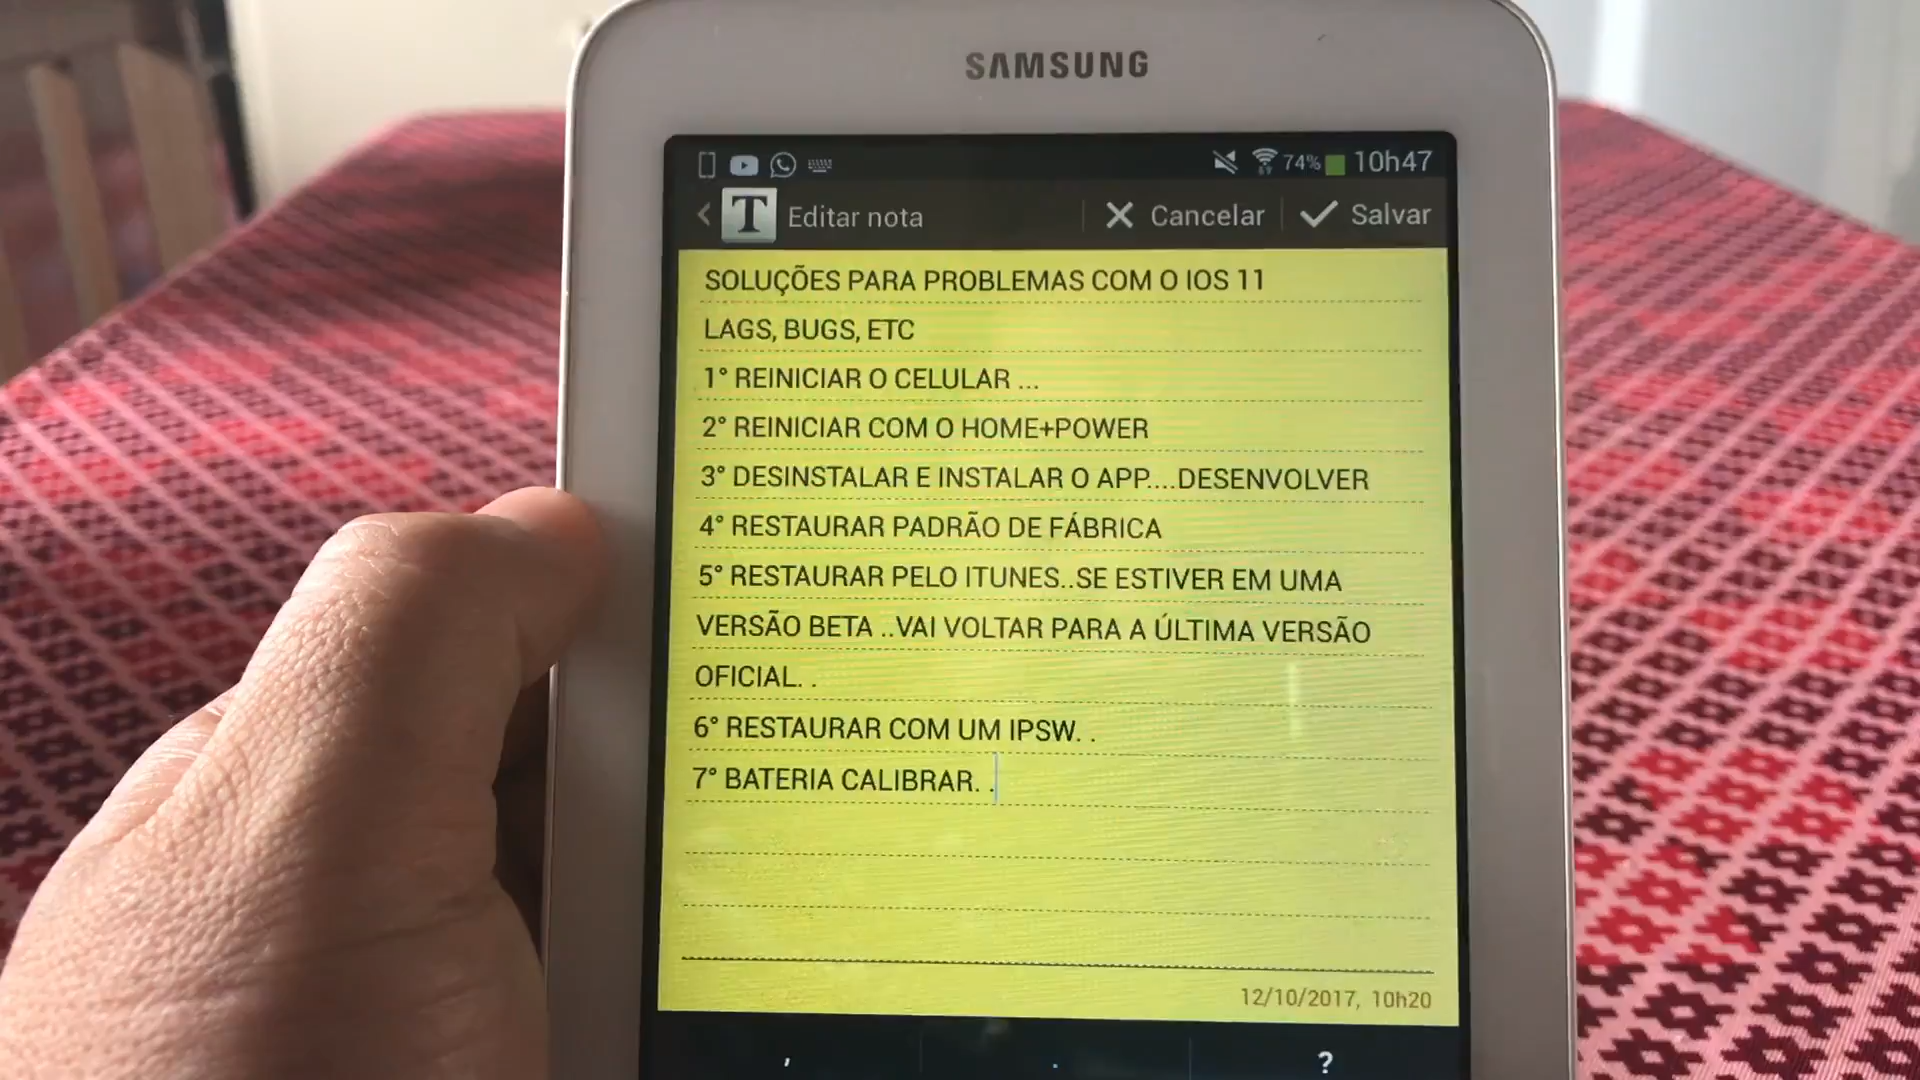 SAMSUNG
74% 10h47
T Editar nota Cancelar Salvar
SOLUÇÕES PARA PROBLEMAS COM O IOS 11
LAGS, BUGS, ETC
1° REINICIAR O CELULAR ...
2° REINICIAR COM O HOME+POWER
3° DESINSTALAR E INSTALAR O APP....DESENVOLVER
4° RESTAURAR PADRÃO DE FÁBRICA
5° RESTAURAR PELO ITUNES..SE ESTIVER EM UMA
VERSÃO BETA ..VAI VOLTAR PARA A ÚLTIMA VERSÃO
OFICIAL. .
6° RESTAURAR COM UM IPSW. .
7° BATERIA CALIBRAR. .
12/10/2017, 10h20
, . ?